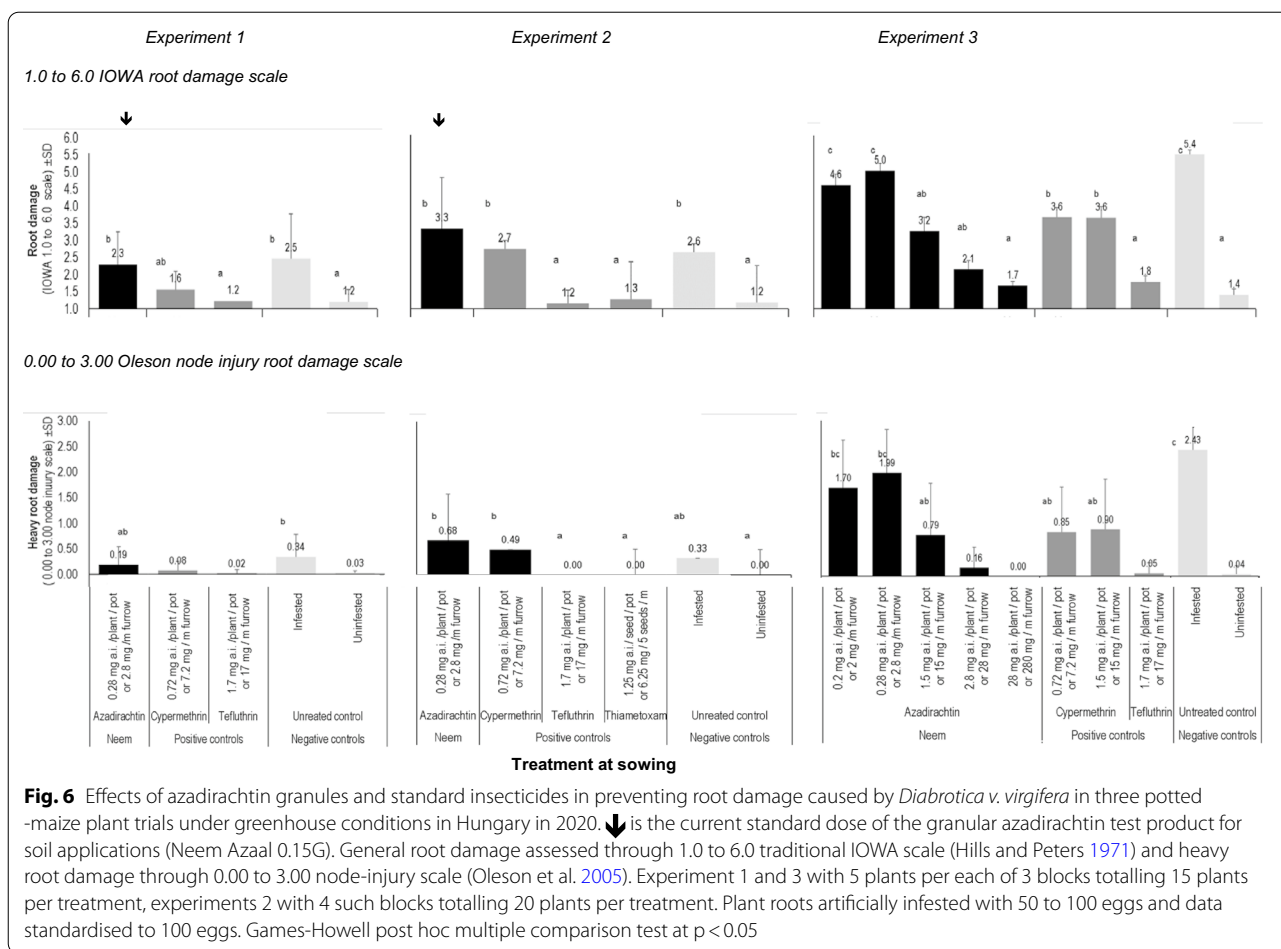 Experiment 1 Experiment 2 Experiment 3
1.0 to 6.0 IOWA root damage scale
Root damage
(IOWA 1.0 to 6.0 scale) ±SD
6.0
5.5
5.0
4.5
4.0
3.5
3.0
2.5
2.0
1.5
1.0
b ab a b a
2.3 1.6 1.2 2.5 1.2
b b a a b a
3.3 2.7 1.2 1.3 2.6 1.2
c c ab ab a b b a c a
4.6 5.0 3.2 2.1 1.7 3.6 3.6 1.8 5.4 1.4
0.00 to 3.00 Oleson node injury root damage scale
Heavy root damage
( 0.00 to 3.00 node inuury scale) ±SD
3.00
2.50
2.00
1.50
1.00
0.50
0.00
ab b
0.19 0.08 0.02 0.34 0.03
b b a a ab a
0.68 0.49 0.00 0.00 0.33 0.00
bc bc ab ab ab c
1.70 1.99 0.79 0.16 0.00 0.85 0.90 0.05 2.43 0.04
0.28 mg a.i. /plant / pot
or 2.8 mg /m furrow
0.72 mg a.i. /plant / pot
or 7.2 mg / m furrow
1.7 mg a.i. /plant / pot
or 17 mg / m furrow
Infested
Uninfested
Azadirachtin Cypermethrin Tefluthrin Unreated control
Neem Positive controls Negative controls
0.28 mg a.i. /plant / pot
or 2.8 mg /m furrow
0.72 mg a.i. /plant / pot
or 7.2 mg / m furrow
1.7 mg a.i. /plant / pot
or 17 mg / m furrow
1.25 mg a.i. / seed / pot
or 6.25 mg / 5 seeds / m
Infested
Uninfested
Azadirachtin Cypermethrin Tefluthrin Thiametoxam Unreated control
Neem Positive controls Negative controls
0.2 mg a.i. /plant / pot
or 2 mg /m furrow
0.28 mg a.i. /plant / pot
or 2.8 mg / m furrow
1.5 mg a.i. /plant / pot
or 15 mg / m furrow
2.8 mg a.i. /plant / pot
or 28 mg / m furrow
28 mg a.i. /plant / pot
or 280 mg / m furrow
0.72 mg a.i. /plant / pot
or 7.2 mg / m furrow
1.5 mg a.i. /plant / pot
or 15 mg / m furrow
1.7 mg a.i. /plant / pot
or 17 mg / m furrow
Infested
Uninfested
Azadirachtin Cypermethrin Tefluthrin Untreated control
Neem Positive controls Negative controls
Treatment at sowing
Fig. 6 Effects of azadirachtin granules and standard insecticides in preventing root damage caused by Diabrotica v. virgifera in three potted
-maize plant trials under greenhouse conditions in Hungary in 2020. ↓ is the current standard dose of the granular azadirachtin test product for
soil applications (Neem Azaal 0.15G). General root damage assessed through 1.0 to 6.0 traditional IOWA scale (Hills and Peters 1971) and heavy
root damage through 0.00 to 3.00 node-injury scale (Oleson et al. 2005). Experiment 1 and 3 with 5 plants per each of 3 blocks totalling 15 plants
per treatment, experiments 2 with 4 such blocks totalling 20 plants per treatment. Plant roots artificially infested with 50 to 100 eggs and data
standardised to 100 eggs. Games-Howell post hoc multiple comparison test at p < 0.05